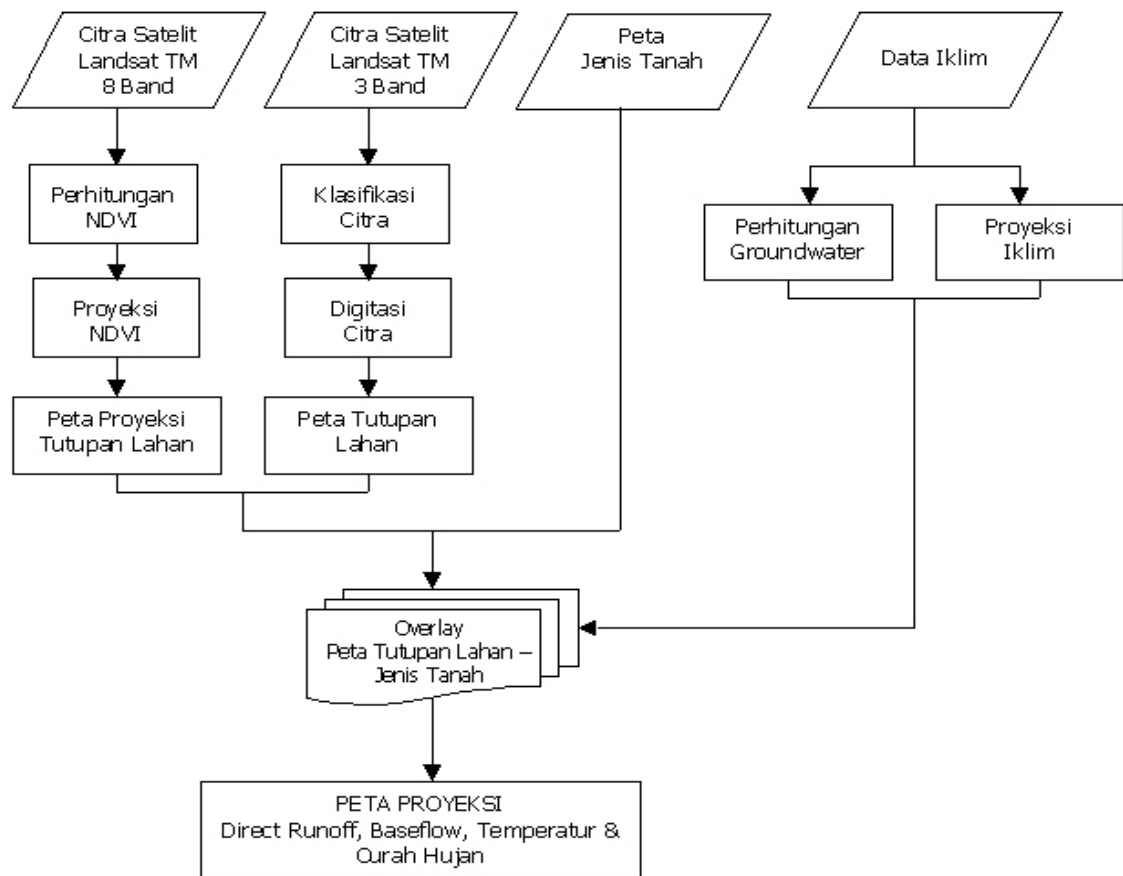 Citra Satelit
Landsat TM
8 Band
Citra Satelit
Landsat TM
3 Band
Peta
Jenis Tanah
Data Iklim
Perhitungan
NDVI
Klasifikasi
Citra
Perhitungan
Groundwater
Proyeksi
Iklim
Proyeksi
NDVI
Digitasi
Citra
Peta Proyeksi
Tutupan Lahan
Peta Tutupan
Lahan
Overlay
Peta Tutupan Lahan –
Jenis Tanah
PETA PROYEKSI
Direct Runoff, Baseflow, Temperatur &
Curah Hujan